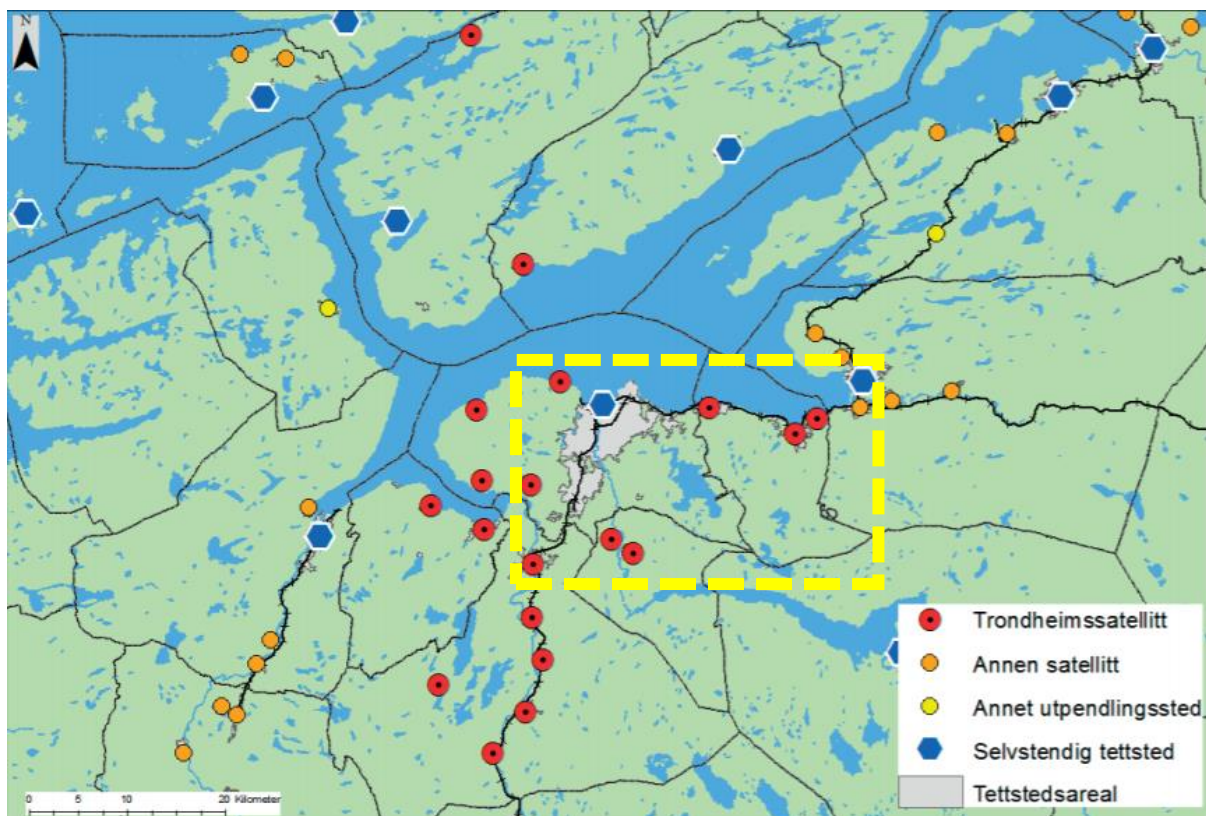 N
Trondheimssatellitt
Annen satellitt
Annet utpendlingssted
Selvstendig tettsted
Tettstedsareal
0 5 10 20 Kilometer